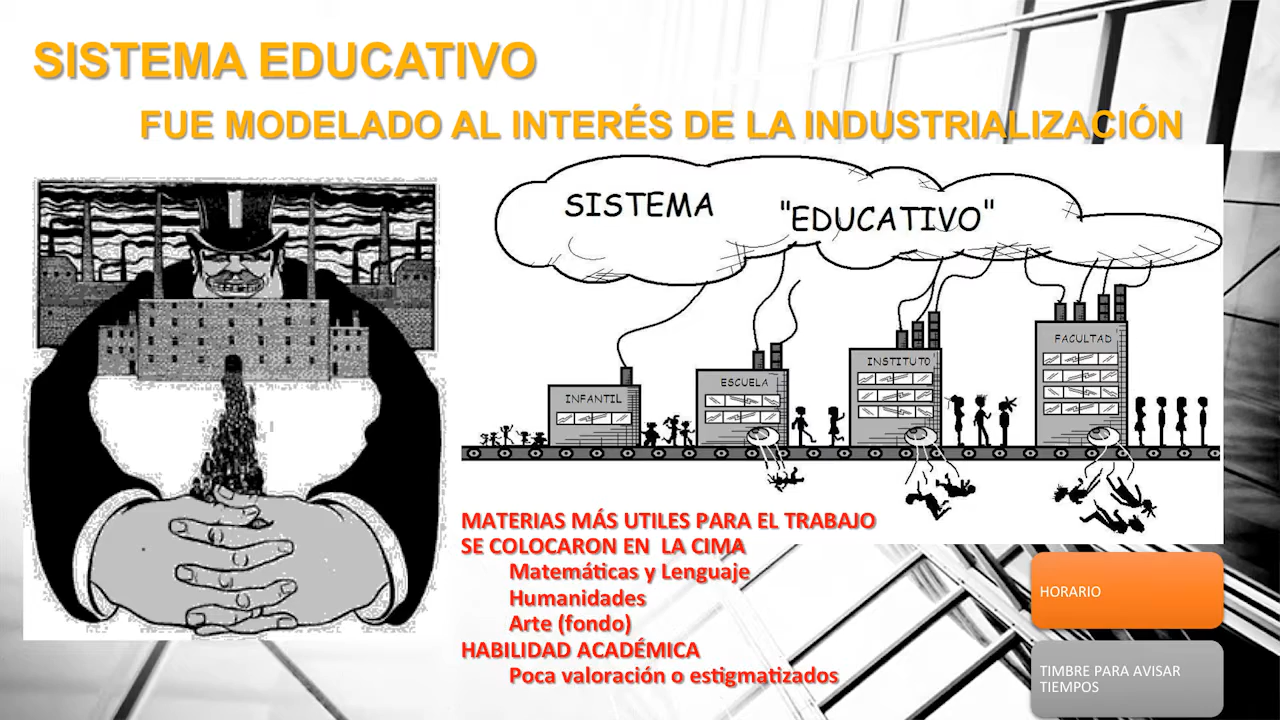 SISTEMA EDUCATIVO
FUE MODELADO AL INTERÉS DE LA INDUSTRIALIZACIÓN
SISTEMA "EDUCATIVO"
INFANTIL
ESCUELA
INSTITUTO
FACULTAD
MATERIAS MÁS UTILES PARA EL TRABAJO
SE COLOCARON EN LA CIMA
Matemáticas y Lenguaje
Humanidades
Arte (fondo)
HABILIDAD ACADÉMICA
Poca valoración o estigmatizados
HORARIO
TIMBRE PARA AVISAR
TIEMPOS